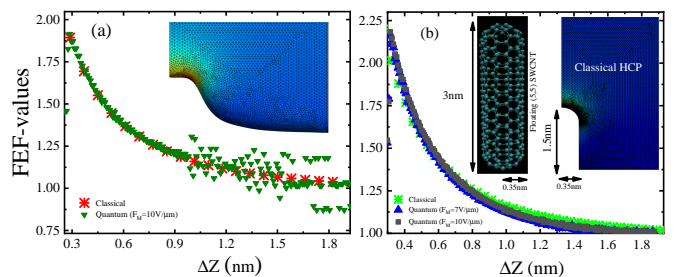 (a)
FEF-values
2.00
1.75
1.50
1.25
1.00
0.75
Classical
Quantum (F_M=10V/μm)
0.3 0.6 0.9 1.2 1.5 1.8
ΔZ (nm)
(b)
2.25
2.00
1.75
1.50
1.25
1.00
3nm
Floating (5,5) SWCNT
0.35nm
Classical HCP
1.5nm
0.35nm
Classical
Quantum (F_M=7V/μm)
Quantum (F_M=10V/μm)
0.4 0.6 0.8 1.0 1.2 1.4 1.6 1.8
ΔZ (nm)